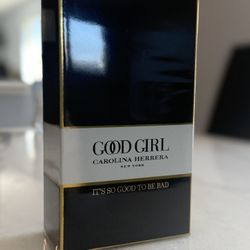 GOOD GIRL
CAROLINA HERRERA
NEW YORK
IT'S SO GOOD TO BE BAD